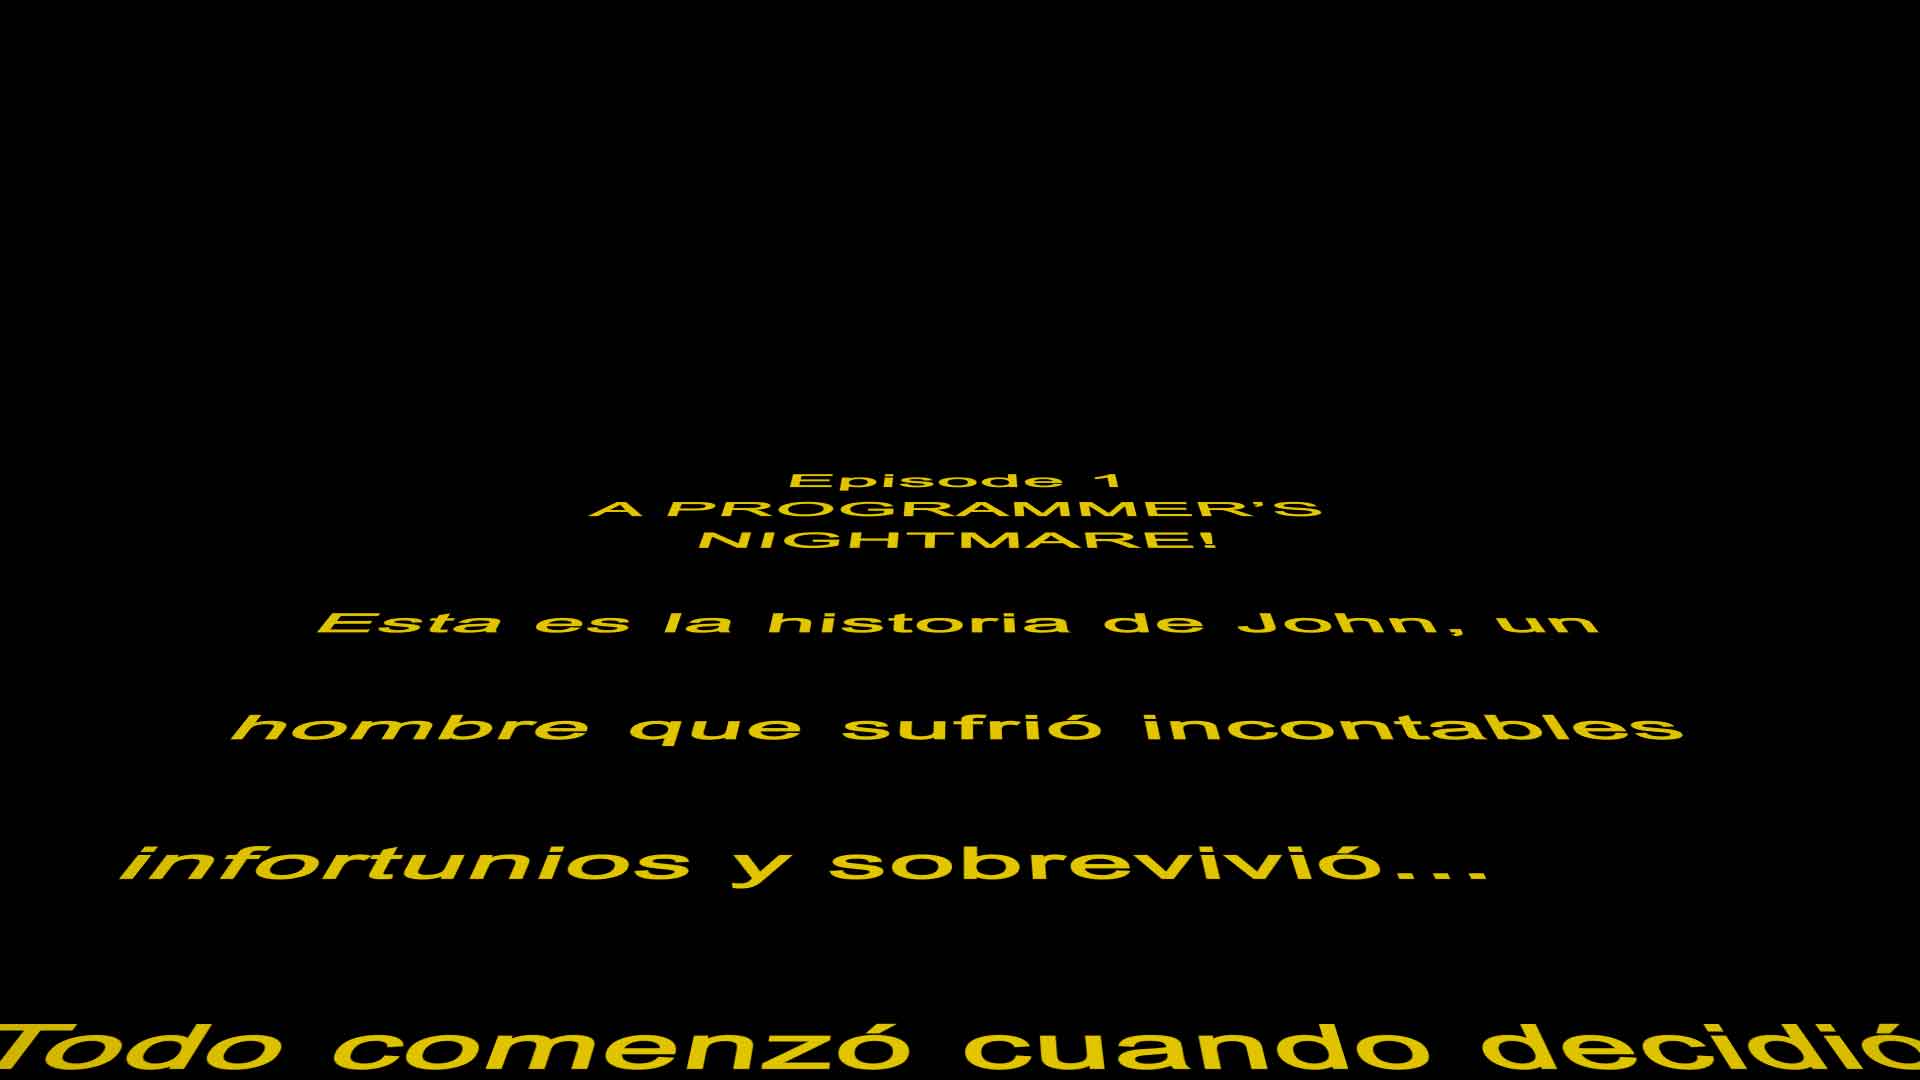 Episode 1
A PROGRAMMER'S
NIGHTMARE!
Esta es la historia de John, un
hombre que sufrió incontables
infortunios y sobrevivió...
Todo comenzó cuando decidió